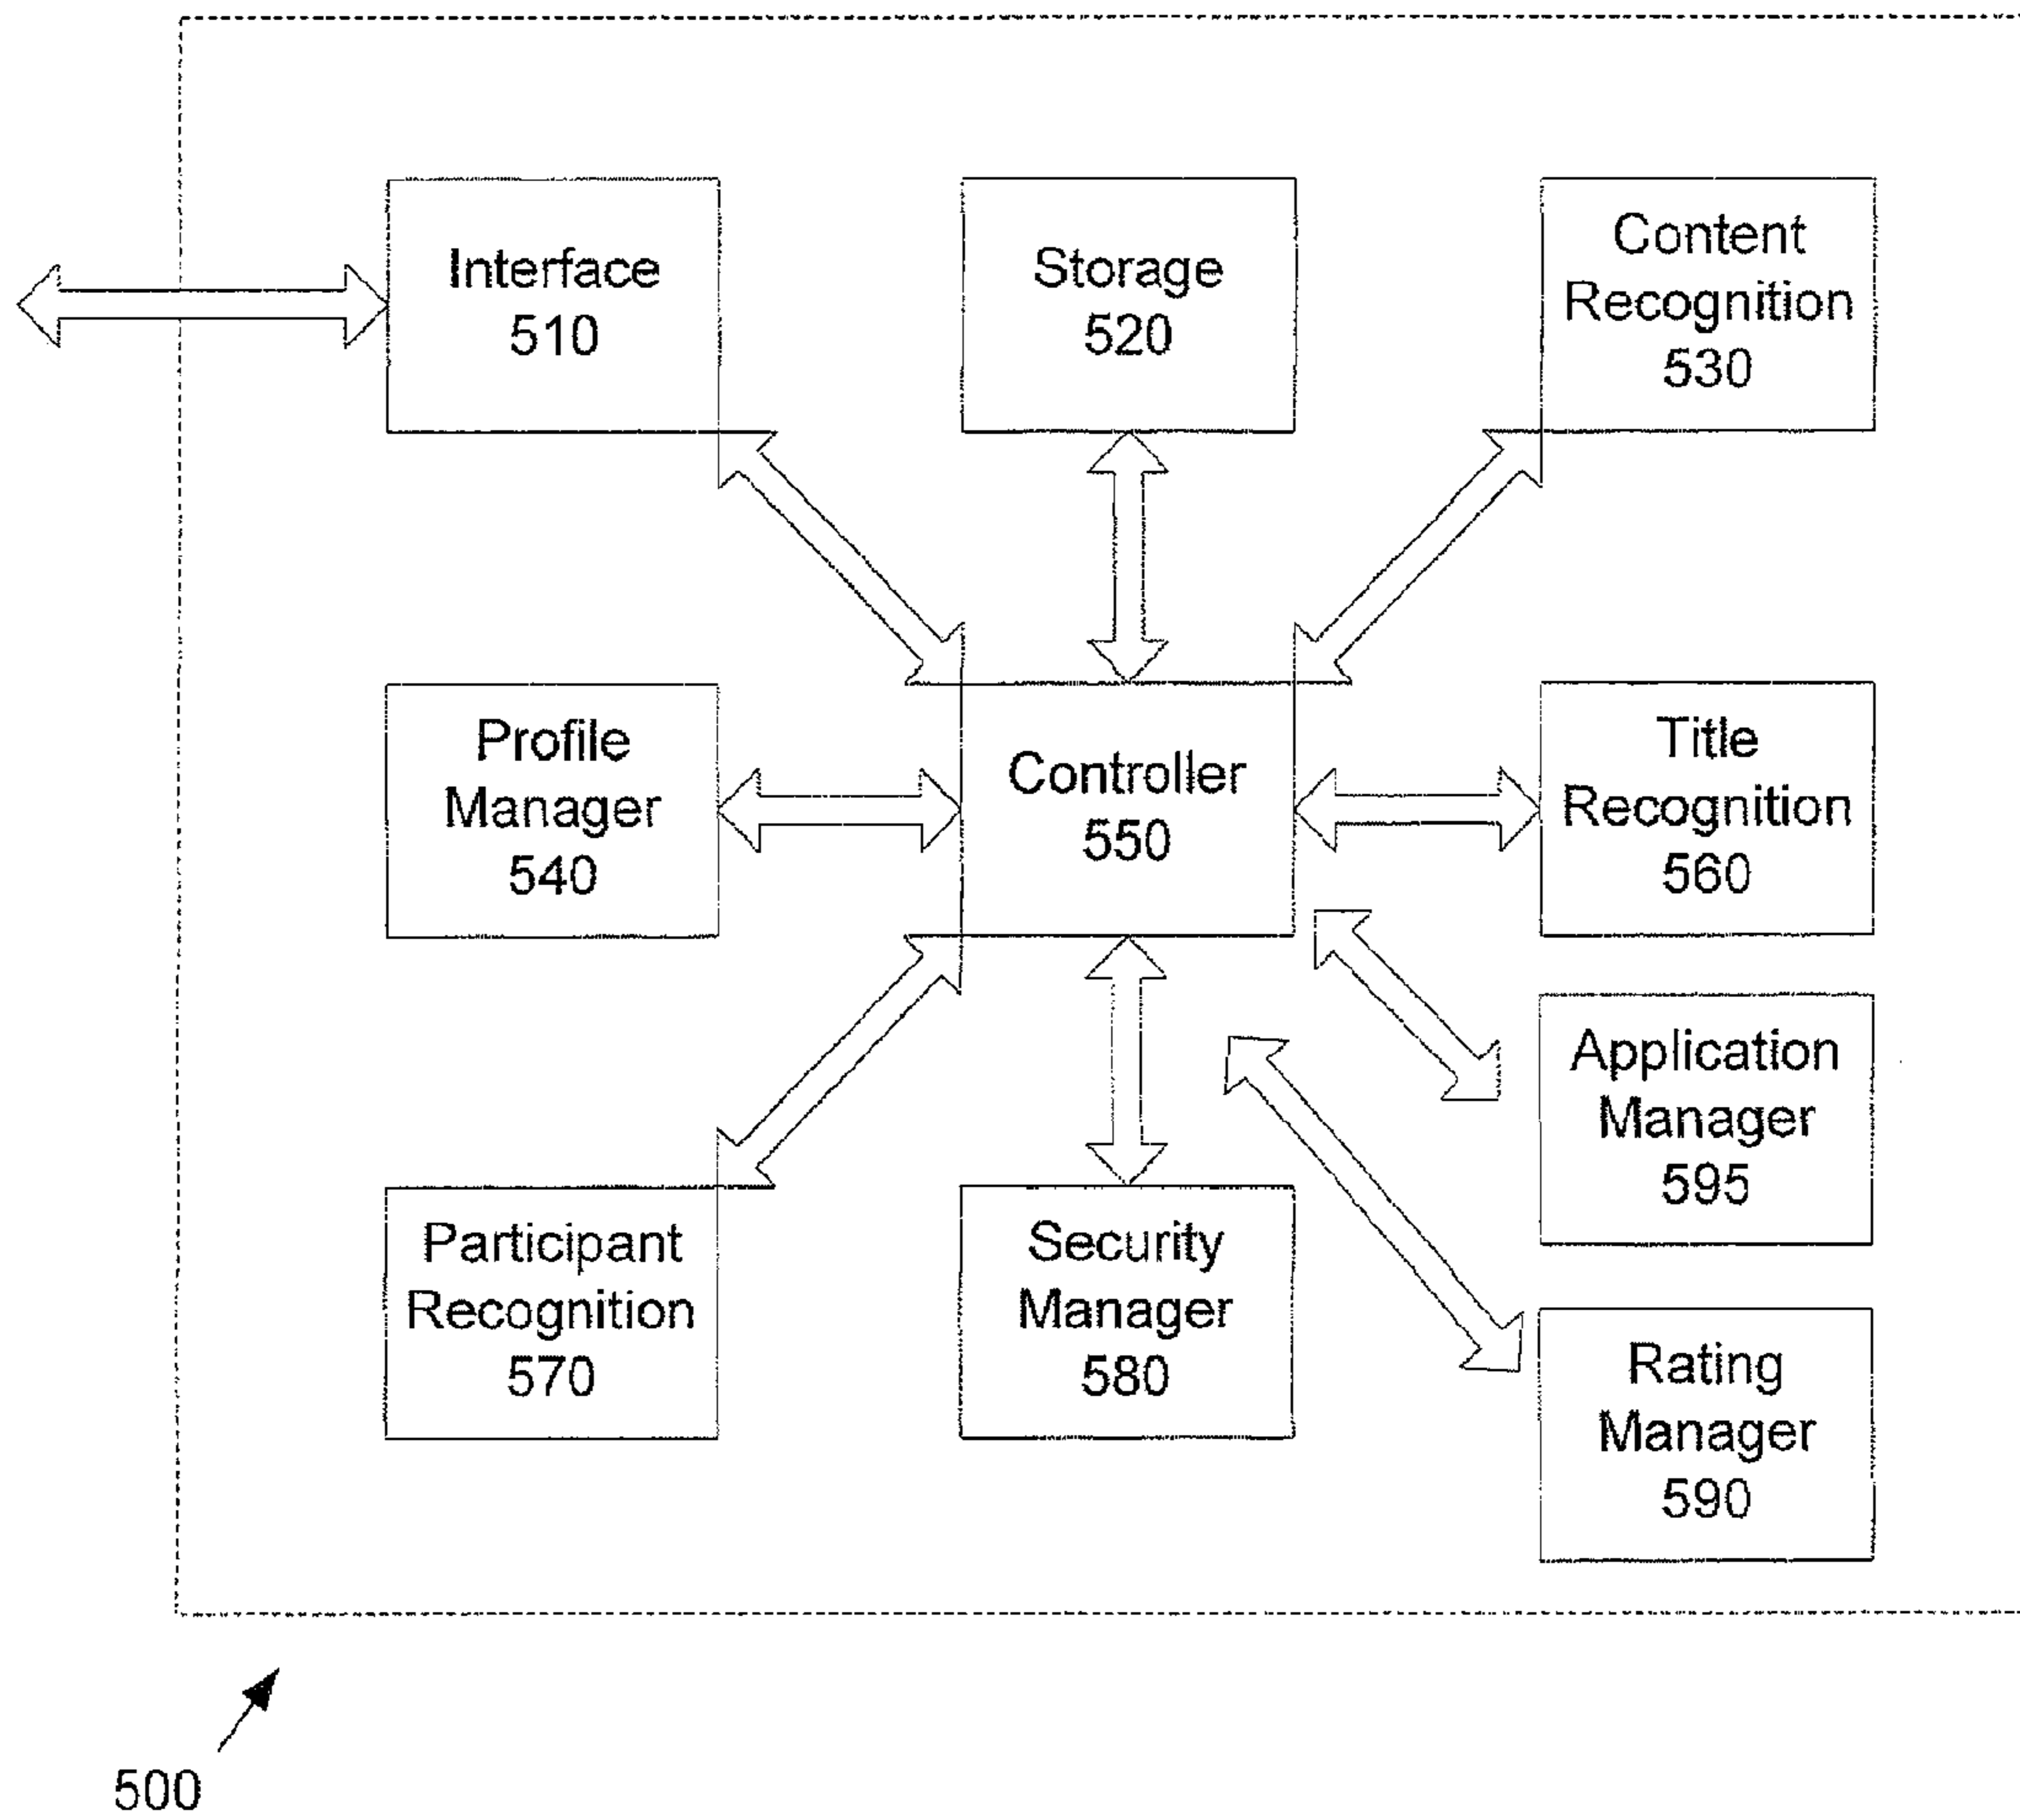 Interface
510
Storage
520
Content
Recognition
530
Profile
Manager
540
Controller
550
Title
Recognition
560
Application
Manager
595
Participant
Recognition
570
Security
Manager
580
Rating
Manager
590
500